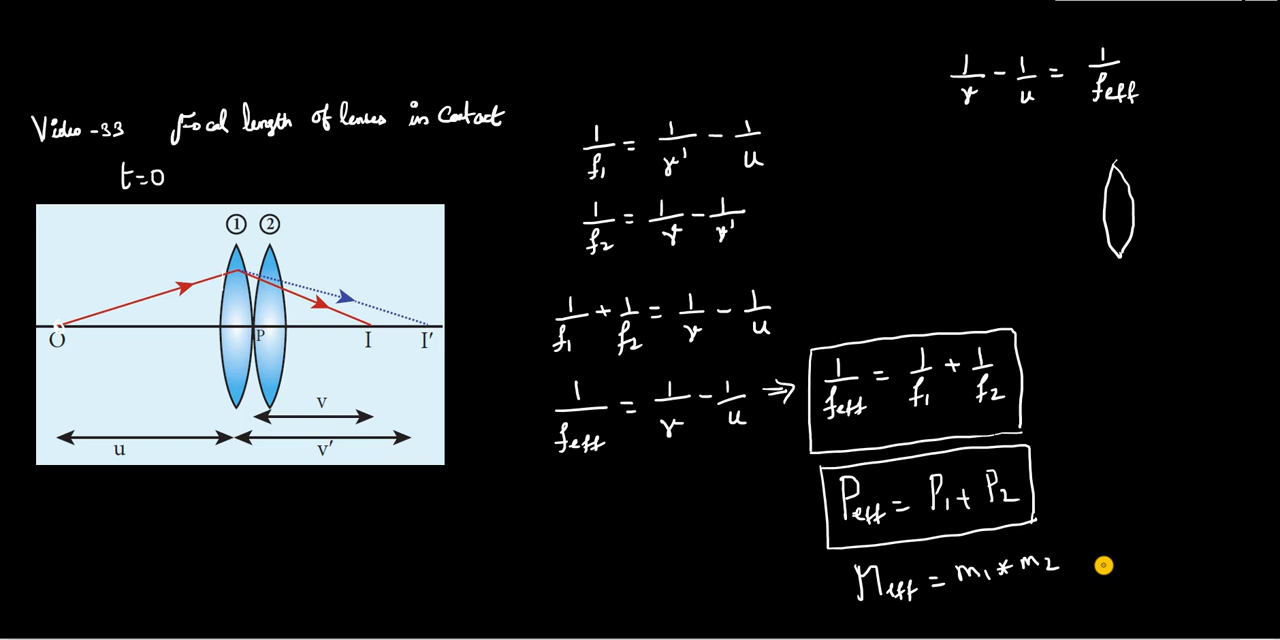 Video-33 Focal length of lenses in Contact
t=0
① ②
O P I I'
v
u v'
1/f₁ = 1/v' - 1/u
1/f₂ = 1/v - 1/v'
1/f₁ + 1/f₂ = 1/v - 1/u
1/feff = 1/v - 1/u ⇒ 1/feff = 1/f₁ + 1/f₂
Peff = P₁ + P₂
Meff = m₁ * m₂
1/v - 1/u = 1/feff